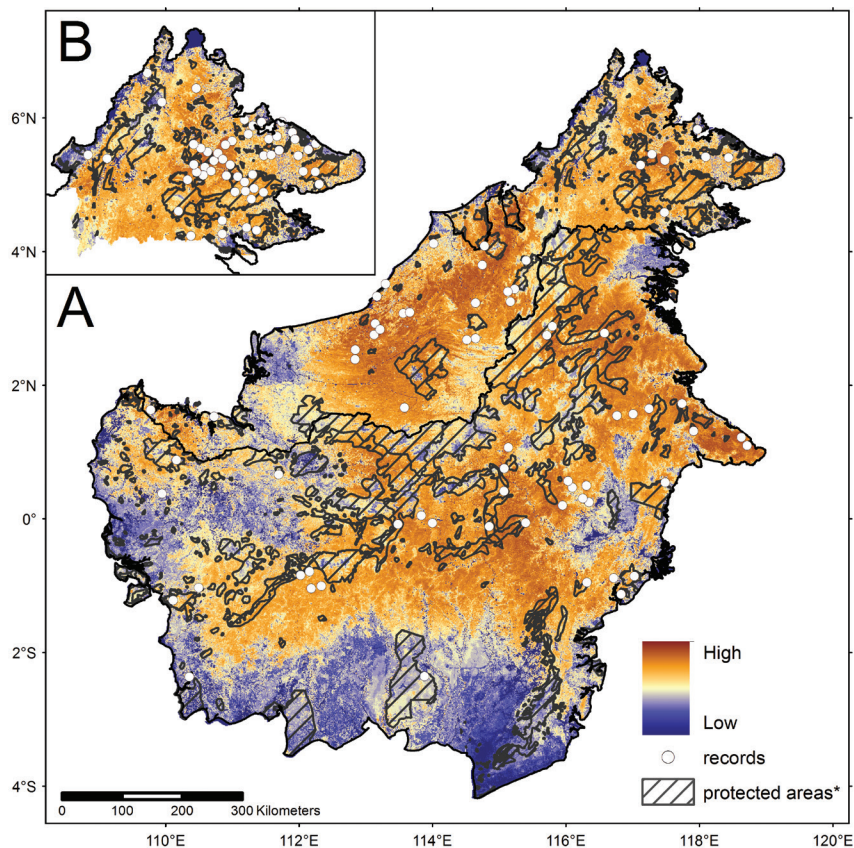 B
A
6°N
4°N
2°N
0°
2°S
4°S
High
Low
records
protected areas*
0 100 200 300 Kilometers
110°E 112°E 114°E 116°E 118°E 120°E